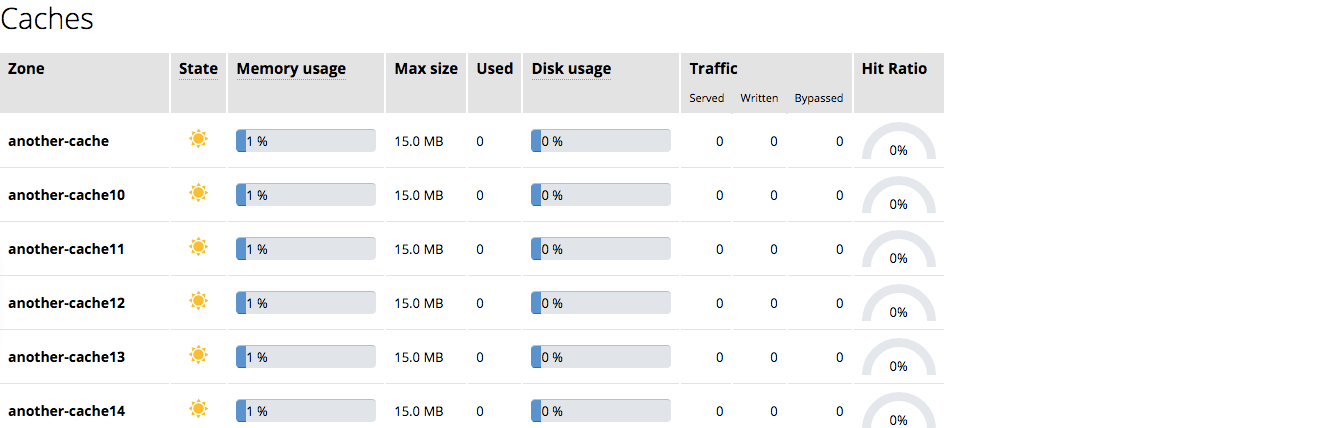 Caches
Zone State Memory usage Max size Used Disk usage Traffic Hit Ratio
Served Written Bypassed
another-cache 1 % 15.0 MB 0 0 % 0 0 0 0%
another-cache10 1 % 15.0 MB 0 0 % 0 0 0 0%
another-cache11 1 % 15.0 MB 0 0 % 0 0 0 0%
another-cache12 1 % 15.0 MB 0 0 % 0 0 0 0%
another-cache13 1 % 15.0 MB 0 0 % 0 0 0 0%
another-cache14 1 % 15.0 MB 0 0 % 0 0 0 0%